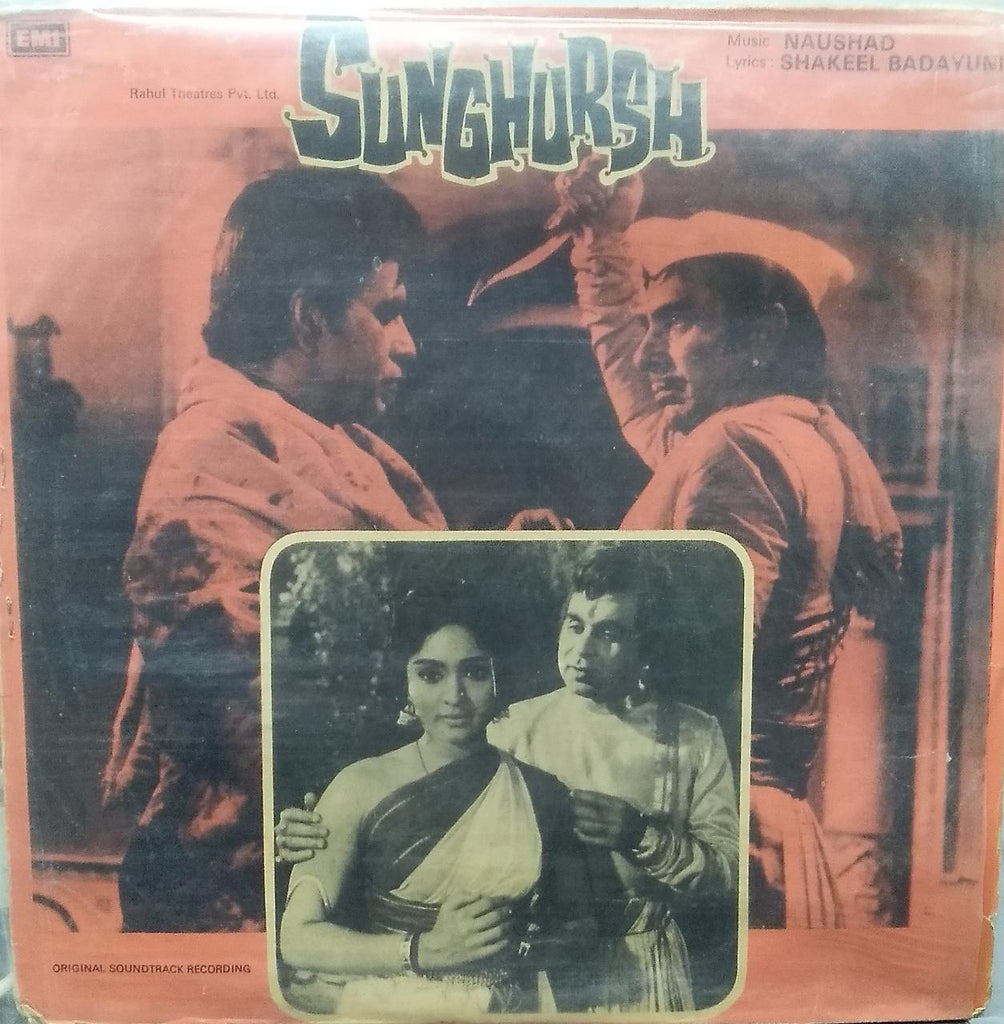 EMI
Music NAUSHAD
Lyrics : SHAKEEL BADAYUNI
Rahul Theatres Pvt. Ltd.
SUNGHURSH
ORIGINAL SOUNDTRACK RECORDING